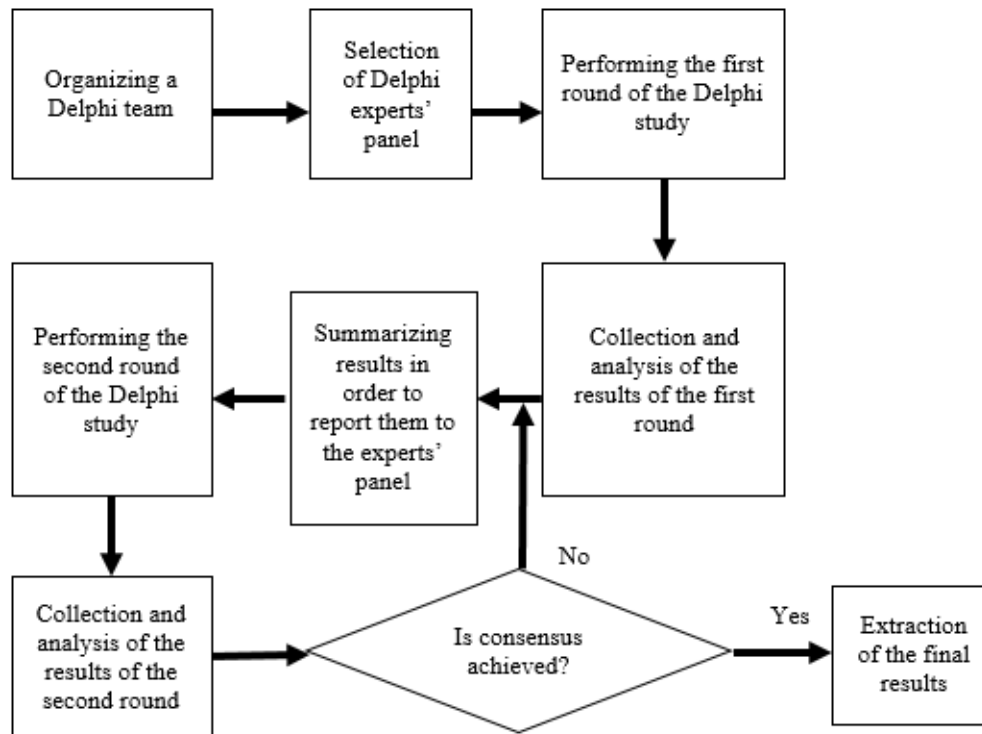 Organizing a
Delphi team
Selection
of Delphi
experts'
panel
Performing the first
round of the Delphi
study
Performing the
second round
of the Delphi
study
Summarizing
results in
order to
report them to
the experts'
panel
Collection and
analysis of the
results of the first
round
No
Collection and
analysis of the
results of the
second round
Is consensus
achieved?
Yes
Extraction
of the final
results